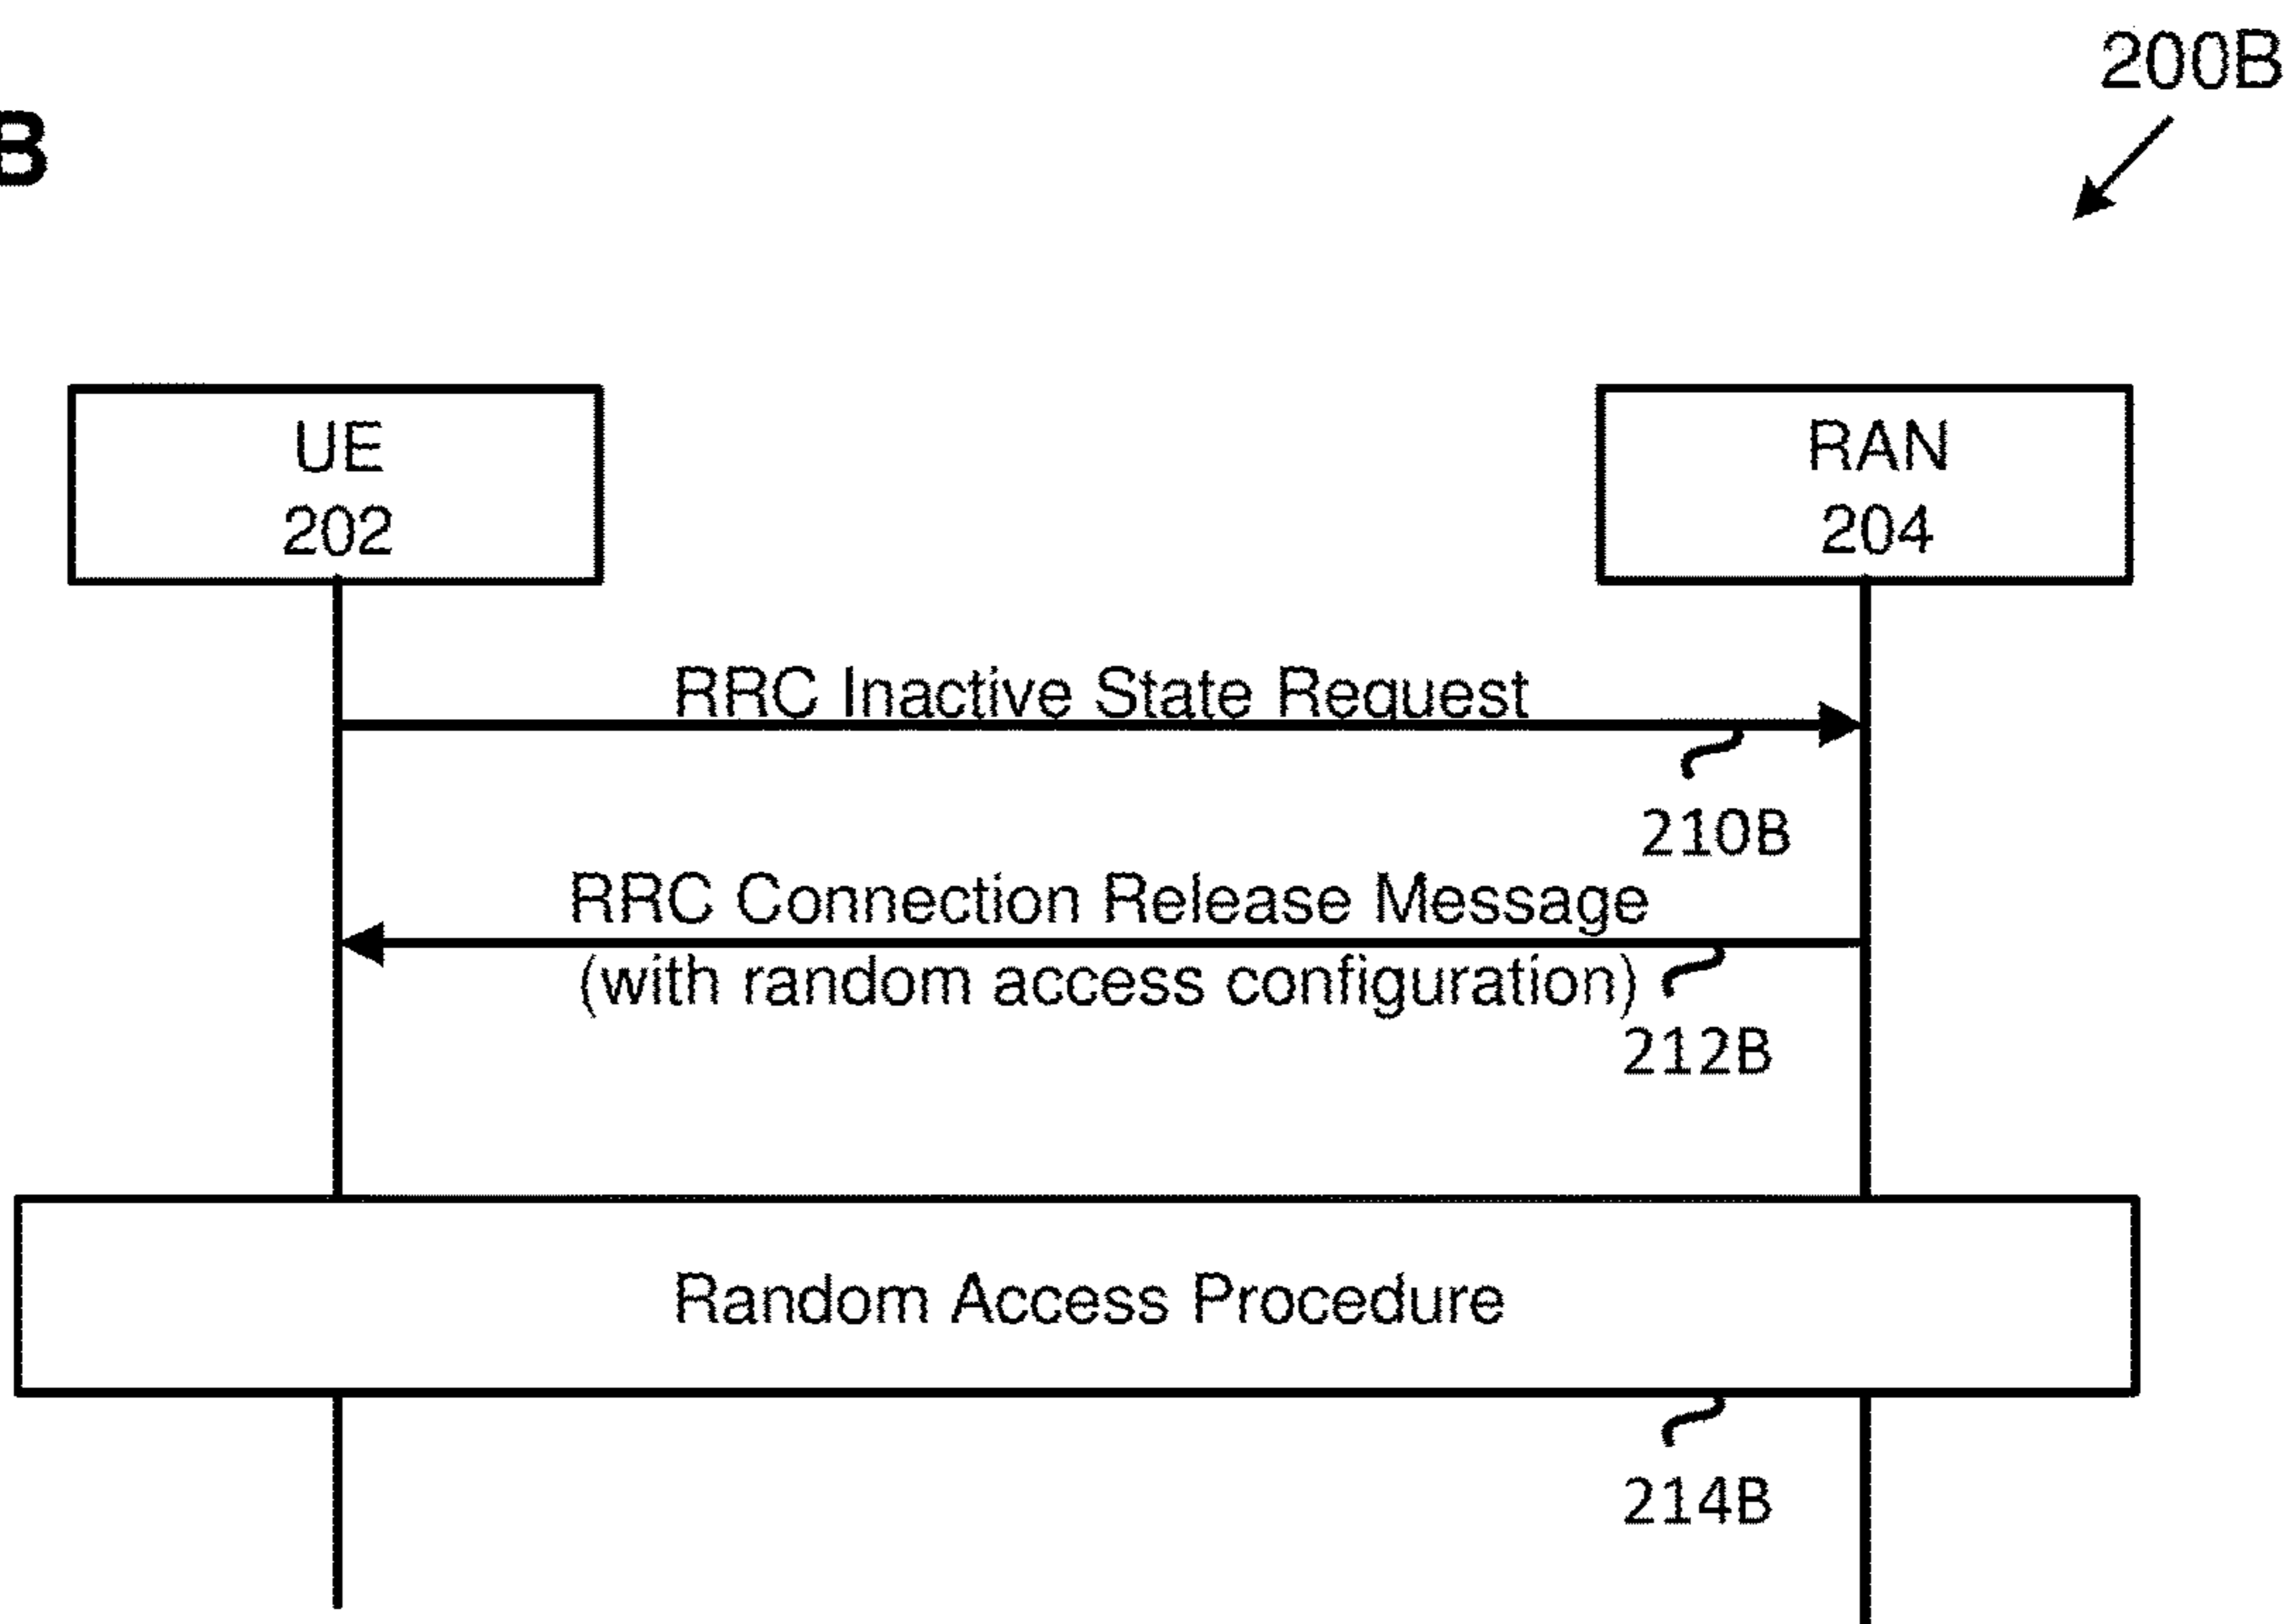 200B
B
UE
202
RAN
204
RRC Inactive State Request
210B
RRC Connection Release Message
(with random access configuration)
212B
Random Access Procedure
214B